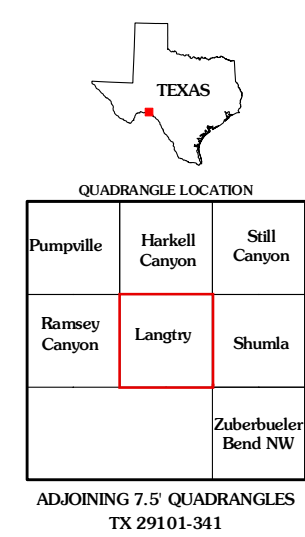 TEXAS
QUADRANGLE LOCATION
Pumpville
Harkell
Canyon
Still
Canyon
Ramsey
Canyon
Langtry
Shumla
Zuberbueler
Bend NW
ADJOINING 7.5' QUADRANGLES
TX 29101-341